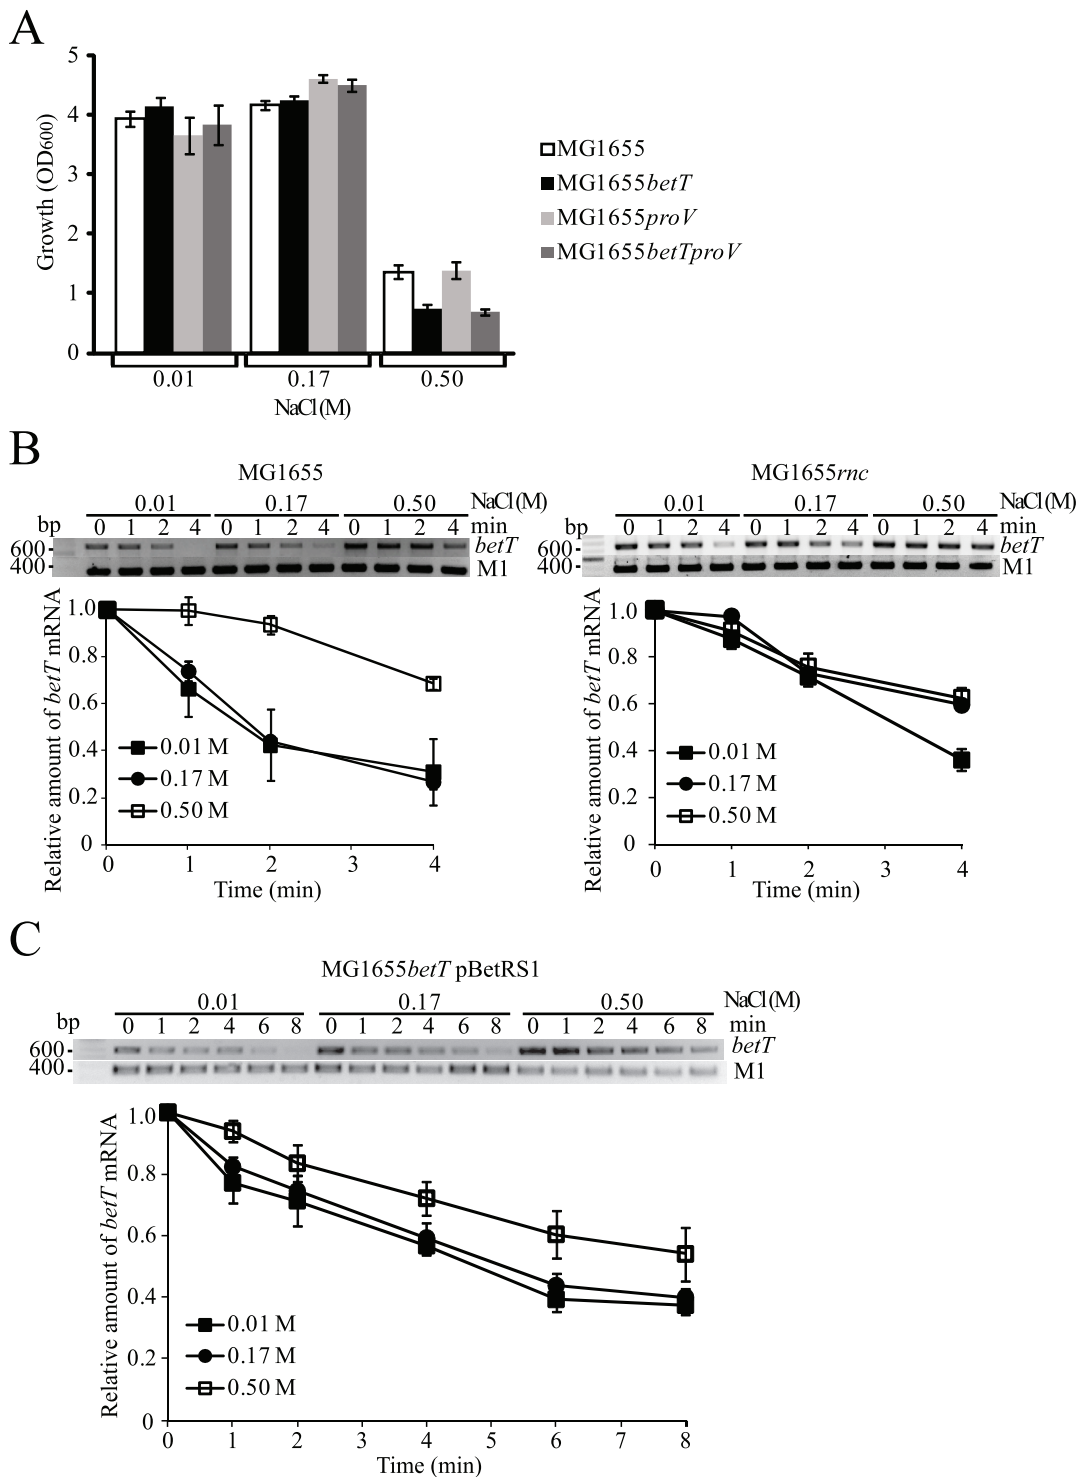 A
5
4
3
2
1
0
Growth (OD600)
0.01 0.17 0.50
NaCl (M)
MG1655
MG1655betT
MG1655proV
MG1655betTproV
B
MG1655
0.01 0.17 0.50 NaCl (M)
bp 0 1 2 4 0 1 2 4 0 1 2 4 min
600 betT
400 M1
Relative amount of betT mRNA
1.0
0.8
0.6
0.4
0.2
0
0.01 M
0.17 M
0.50 M
0 1 2 3 4
Time (min)
MG1655rnc
0.01 0.17 0.50 NaCl (M)
bp 0 1 2 4 0 1 2 4 0 1 2 4 min
600 betT
400 M1
Relative amount of betT mRNA
1.0
0.8
0.6
0.4
0.2
0
0.01 M
0.17 M
0.50 M
0 1 2 3 4
Time (min)
C
MG1655betT pBetRS1
0.01 0.17 0.50 NaCl (M)
bp 0 1 2 4 6 8 0 1 2 4 6 8 0 1 2 4 6 8 min
600 betT
400 M1
Relative amount of betT mRNA
1.0
0.8
0.6
0.4
0.2
0
0.01 M
0.17 M
0.50 M
0 1 2 3 4 5 6 7 8
Time (min)